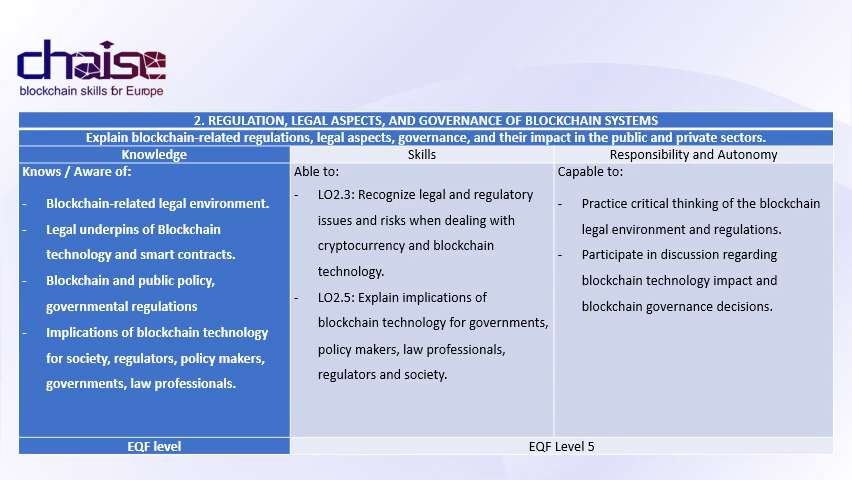 chaise
blockchain skills for Europe
2. REGULATION, LEGAL ASPECTS, AND GOVERNANCE OF BLOCKCHAIN SYSTEMS
Explain blockchain-related regulations, legal aspects, governance, and their impact in the public and private sectors.
Knowledge
Skills
Responsibility and Autonomy
Knows / Aware of:
- Blockchain-related legal environment.
- Legal underpins of Blockchain
technology and smart contracts.
- Blockchain and public policy,
governmental regulations
- Implications of blockchain technology
for society, regulators, policy makers,
governments, law professionals.
Able to:
- LO2.3: Recognize legal and regulatory
issues and risks when dealing with
cryptocurrency and blockchain
technology.
- LO2.5: Explain implications of
blockchain technology for governments,
policy makers, law professionals,
regulators and society.
Capable to:
- Practice critical thinking of the blockchain
legal environment and regulations.
- Participate in discussion regarding
blockchain technology impact and
blockchain governance decisions.
EQF level
EQF Level 5